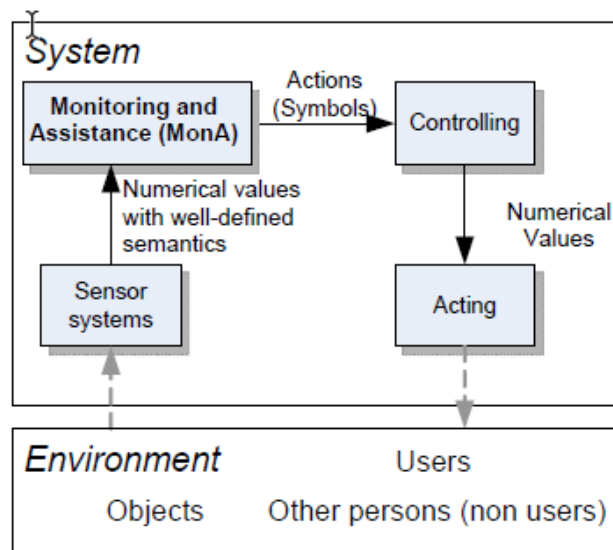 System
Monitoring and
Assistance (MonA)
Actions
(Symbols)
Controlling
Numerical values
with well-defined
semantics
Numerical
Values
Sensor
systems
Acting
Environment
Users
Objects
Other persons (non users)